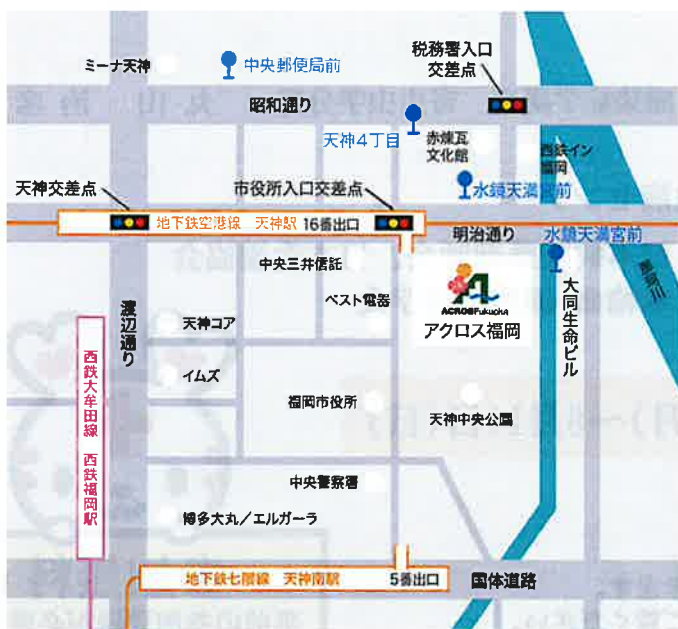 ミーナ天神
中央郵便局前
税務署入口
交差点
昭和通り
天神4丁目
赤煉瓦
文化館
西鉄イン
福岡
水鏡天満宮前
天神交差点
市役所入口交差点
地下鉄空港線 天神駅 16番出口
明治通り
水鏡天満宮前
那珂川
中央三井信託
ベスト電器
ACROS Fukuoka
アクロス福岡
大同生命ビル
渡辺通り
天神コア
イムズ
西鉄大牟田線 西鉄福岡駅
福岡市役所
天神中央公園
中央警察署
博多大丸／エルガーラ
地下鉄七隈線 天神南駅 5番出口
国体道路